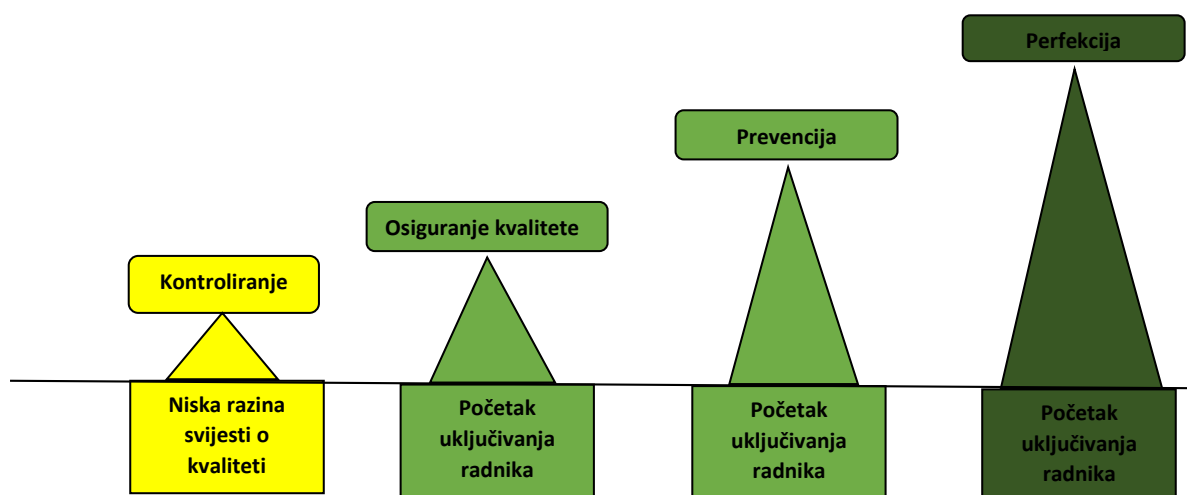 Perfekcija
Prevencija
Osiguranje kvalitete
Kontroliranje
Niska razina
svijesti o
kvaliteti
Početak
uključivanja
radnika
Početak
uključivanja
radnika
Početak
uključivanja
radnika